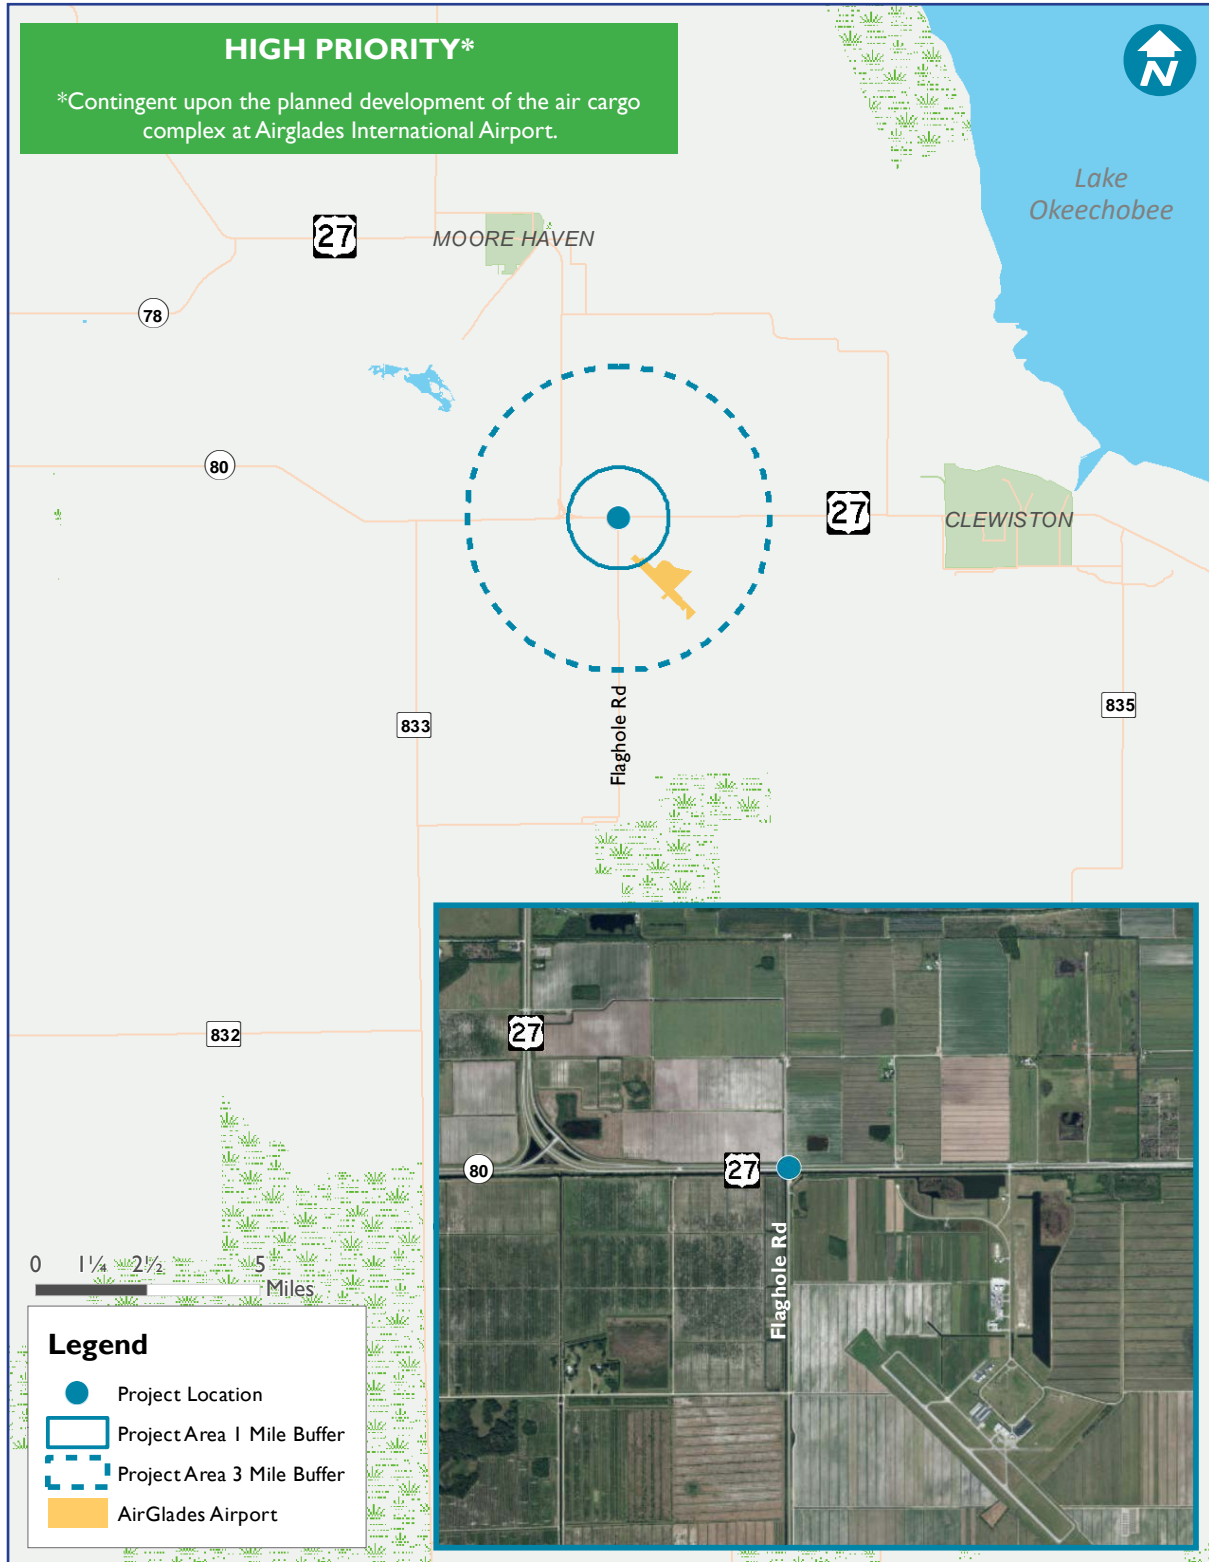 HIGH PRIORITY*
*Contingent upon the planned development of the air cargo
complex at Airglades International Airport.
N
Lake
Okeechobee
27
MOORE HAVEN
78
80
27
CLEWISTON
Flaghole Rd
833
835
832
27
80
27
Flaghole Rd
0 1¼ 2½ 5
Miles
Legend
Project Location
Project Area 1 Mile Buffer
Project Area 3 Mile Buffer
AirGlades Airport